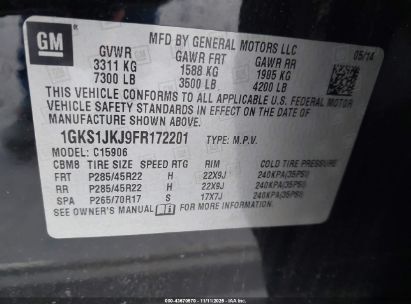 GM
MFD BY GENERAL MOTORS LLC
05/14
GVWR GAWR FRT GAWR RR
3311 KG 1588 KG 1905 KG
7300 LB 3500 LB 4200 LB
THIS VEHICLE CONFORMS TO ALL APPLICABLE U.S. FEDERAL MOTOR
VEHICLE SAFETY STANDARDS IN EFFECT ON THE DATE OF
MANUFACTURE SHOWN ABOVE.
1GKS1JKJ9FR172201 TYPE: M.P.V.
MODEL: C15906
CBM8 TIRE SIZE SPEED RTG RIM COLD TIRE PRESSURE
FRT P285/45R22 H 22X9J 240KPA(35PSI)
RR P285/45R22 H 22X9J 240KPA(35PSI)
SPA P265/70R17 S 17X7J 240KPA(35PSI)
SEE OWNER'S MANUAL FOR MORE INFORMATION.
11/11/2025